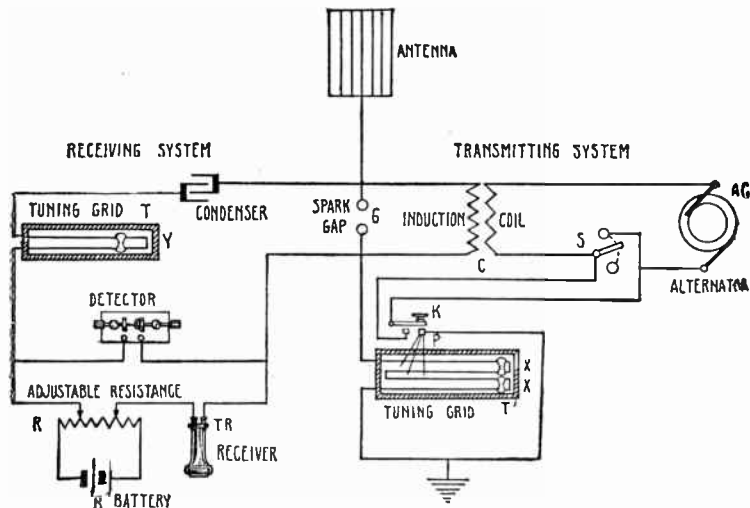 ANTENNA
RECEIVING SYSTEM
TRANSMITTING SYSTEM
CONDENSER
AG
TUNING GRID T
Y
SPARK
GAP
G
INDUCTION
COIL
C
S
ALTERNATOR
DETECTOR
K
P
X
X
TUNING GRID
T'
ADJUSTABLE RESISTANCE
R
TR
RECEIVER
B'
BATTERY